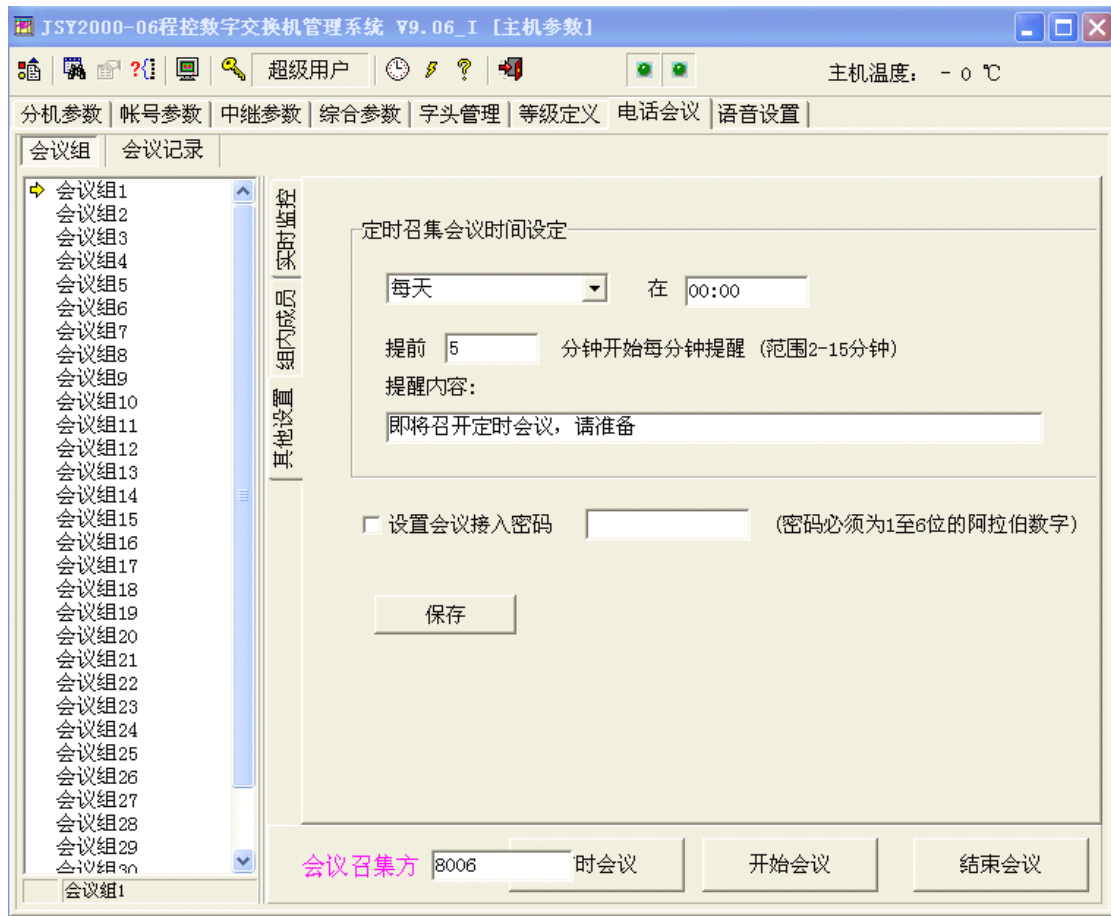 JSY2000-06程控数字交换机管理系统 V9.06_I [主机参数]
超级用户 主机温度: - 0 ℃
分机参数 帐号参数 中继参数 综合参数 字头管理 等级定义 电话会议 语音设置
会议组 会议记录
会议组1
会议组2
会议组3
会议组4
会议组5
会议组6
会议组7
会议组8
会议组9
会议组10
会议组11
会议组12
会议组13
会议组14
会议组15
会议组16
会议组17
会议组18
会议组19
会议组20
会议组21
会议组22
会议组23
会议组24
会议组25
会议组26
会议组27
会议组28
会议组29
会议组30
会议组1
实时监控
组内成员
其他设置
定时召集会议时间设定
每天 在 00:00
提前 5 分钟开始每分钟提醒 (范围2-15分钟)
提醒内容:
即将召开定时会议，请准备
设置会议接入密码 (密码必须为1至6位的阿拉伯数字)
保存
会议召集方 8006 时会议 开始会议 结束会议